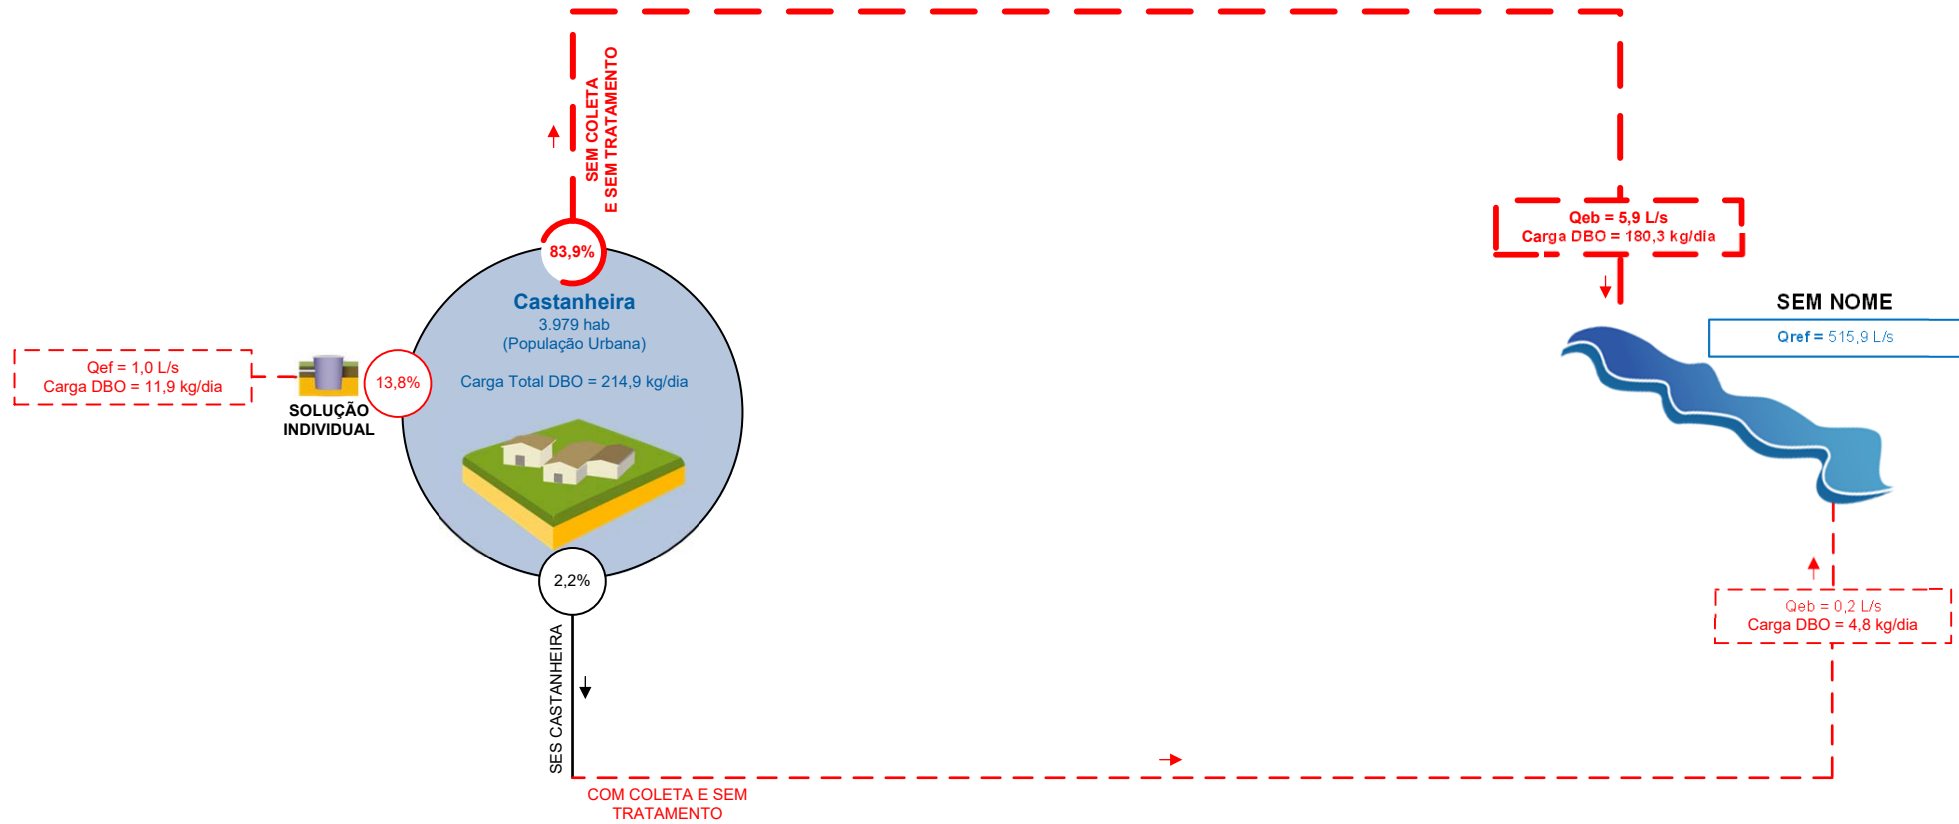 SEM COLETA
E SEM TRATAMENTO
83,9%
Castanheira
3.979 hab
(População Urbana)
Carga Total DBO = 214,9 kg/dia
Qef = 1,0 L/s
Carga DBO = 11,9 kg/dia
SOLUÇÃO
INDIVIDUAL
13,8%
2,2%
SES CASTANHEIRA
COM COLETA E SEM
TRATAMENTO
Qeb = 5,9 L/s
Carga DBO = 180,3 kg/dia
SEM NOME
Qref = 515,9 L/s
Qeb = 0,2 L/s
Carga DBO = 4,8 kg/dia